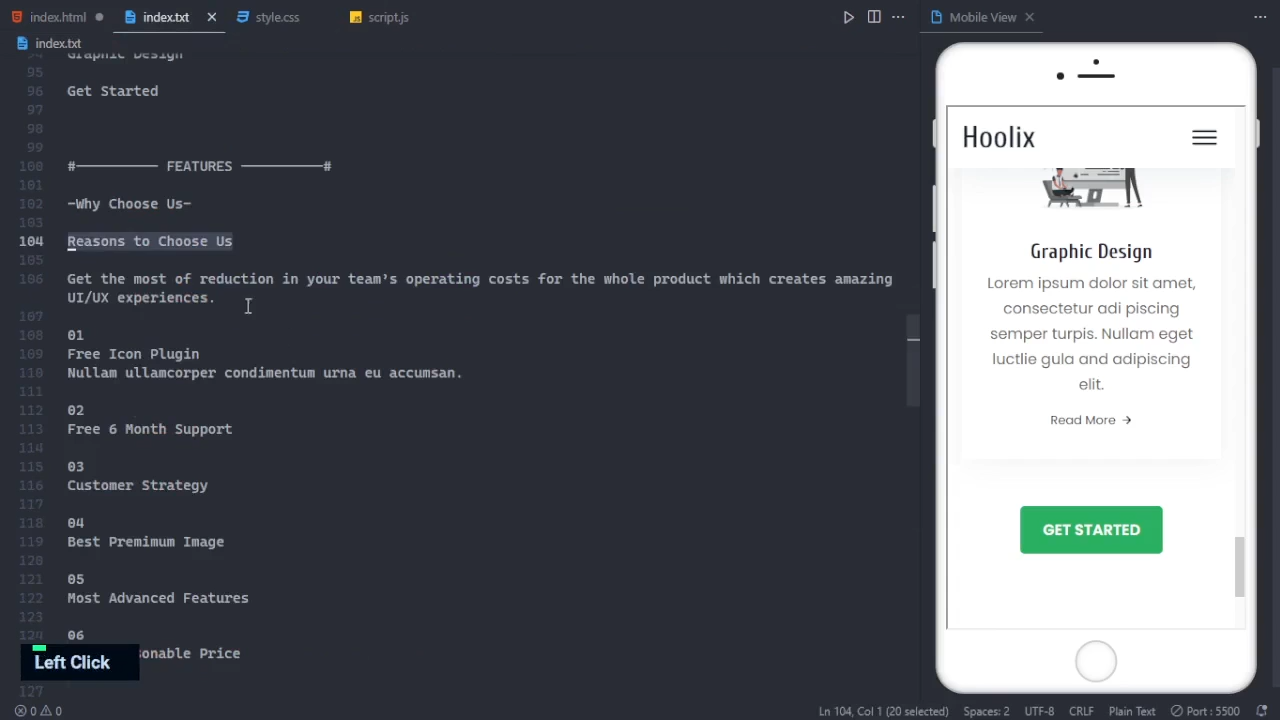 index.html
index.txt
style.css
script.js
Mobile View
index.txt
94
Graphic Design
95
96 Get Started
97
98
99
100 #────────── FEATURES ──────────#
101
102 –Why Choose Us–
103
104 Reasons to Choose Us
105
106 Get the most of reduction in your team's operating costs for the whole product which creates amazing
UI/UX experiences.
107
108 01
109 Free Icon Plugin
110 Nullam ullamcorper condimentum urna eu accumsan.
111
112 02
113 Free 6 Month Support
114
115 03
116 Customer Strategy
117
118 04
119 Best Premimum Image
120
121 05
122 Most Advanced Features
123
124 06
sonable Price
127
Left Click
Hoolix
Graphic Design
Lorem ipsum dolor sit amet,
consectetur adi piscing
semper turpis. Nullam eget
luctlie gula and adipiscing
elit.
Read More →
GET STARTED
0 0
Ln 104, Col 1 (20 selected)
Spaces: 2
UTF-8
CRLF
Plain Text
Port : 5500